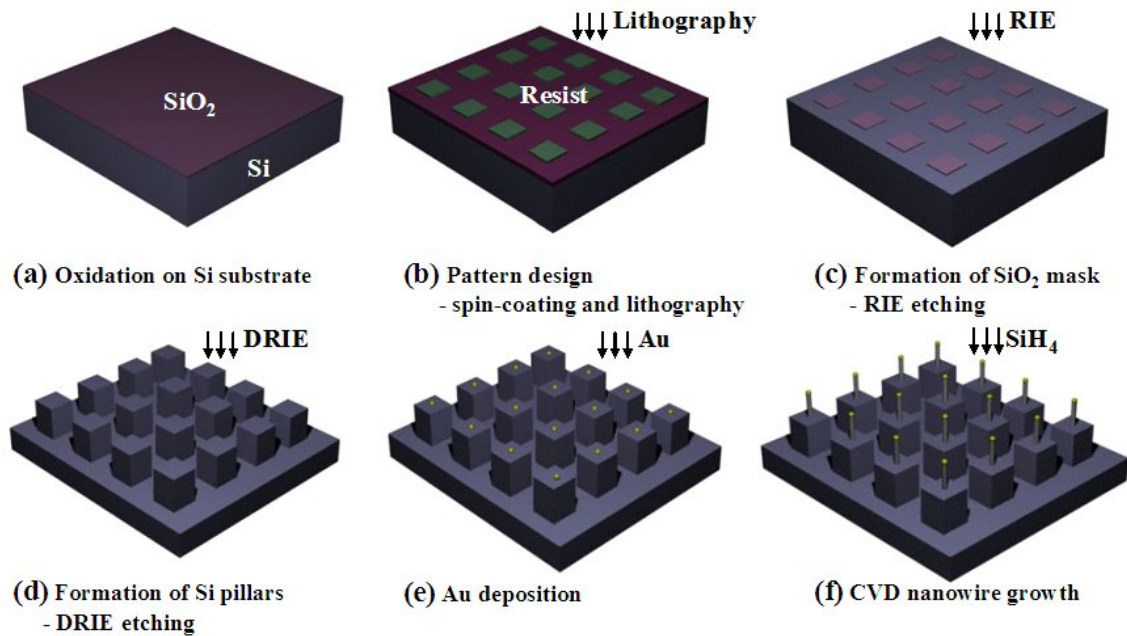 SiO₂
Si
(a) Oxidation on Si substrate
Lithography
Resist
(b) Pattern design
- spin-coating and lithography
RIE
(c) Formation of SiO₂ mask
- RIE etching
DRIE
(d) Formation of Si pillars
- DRIE etching
Au
(e) Au deposition
SiH₄
(f) CVD nanowire growth